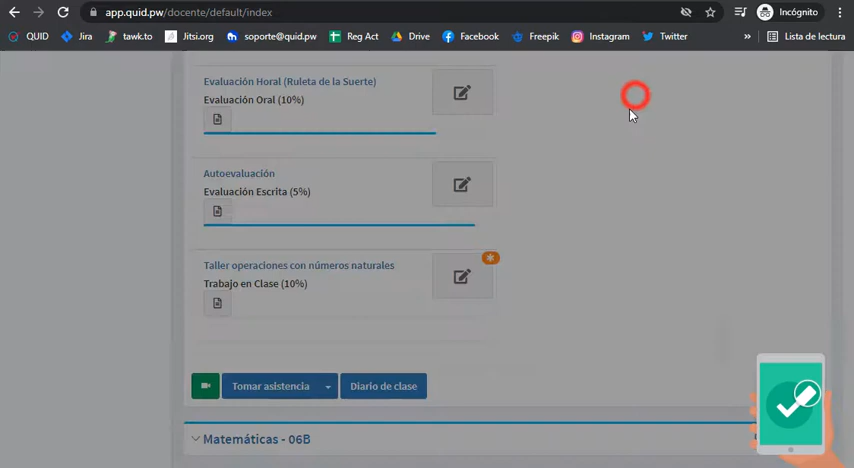 app.quid.pw/docente/default/index
Incógnito
QUID
Jira
tawk.to
Jitsi.org
soporte@quid.pw
Reg Act
Drive
Facebook
Freepik
Instagram
Twitter
»
Lista de lectura
Evaluación Horal (Ruleta de la Suerte)
Evaluación Oral (10%)
Autoevaluación
Evaluación Escrita (5%)
Taller operaciones con números naturales
Trabajo en Clase (10%)
Tomar asistencia
Diario de clase
Matemáticas - 06B